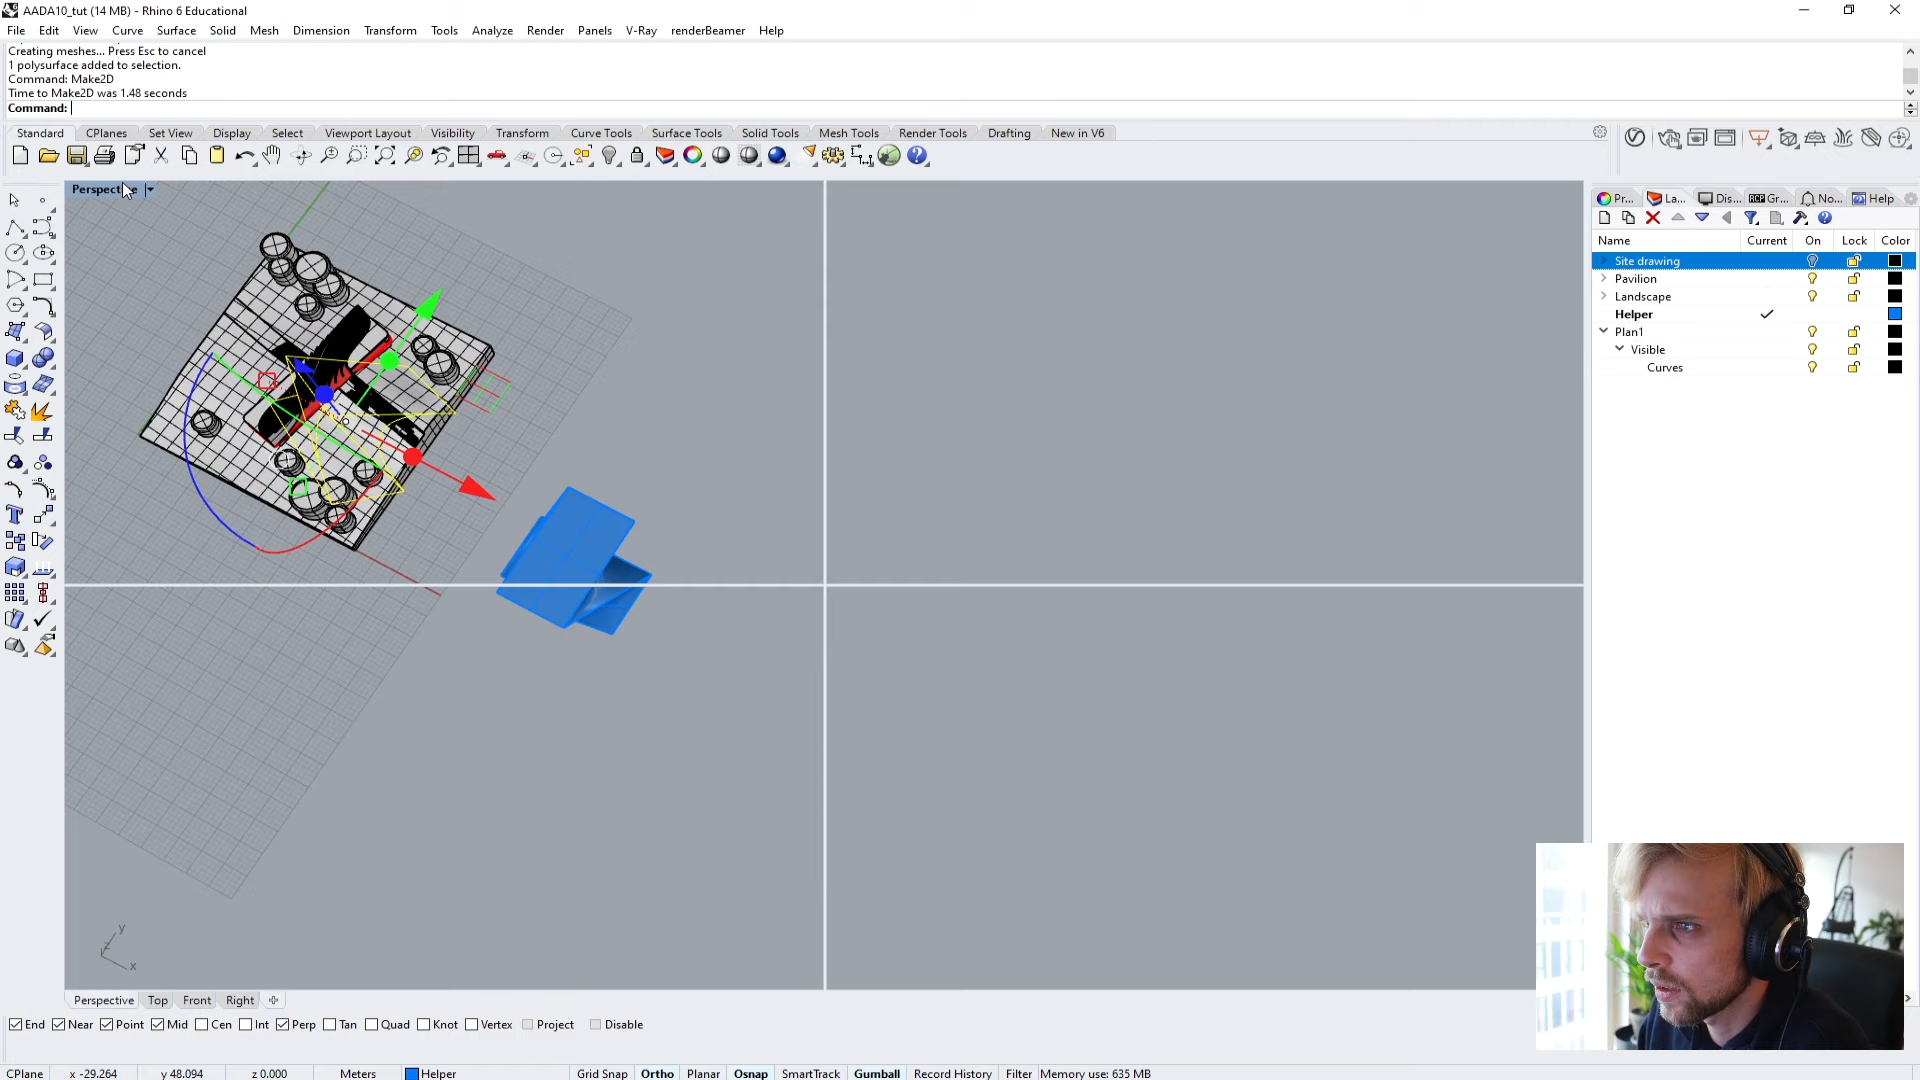 AADA10_tut (14 MB) - Rhino 6 Educational
File Edit View Curve Surface Solid Mesh Dimension Transform Tools Analyze Render Panels V-Ray renderBeamer Help
Creating meshes... Press Esc to cancel
1 polysurface added to selection.
Command: Make2D
Time to Make2D was 1.48 seconds
Command:
Standard CPlanes Set View Display Select Viewport Layout Visibility Transform Curve Tools Surface Tools Solid Tools Mesh Tools Render Tools Drafting New in V6
Perspective
Pr... La... Dis... Gr... No... Help
Name Current On Lock Color
Site drawing
Pavilion
Landscape
Helper
Plan1
Visible
Curves
y
z
x
Perspective Top Front Right
End Near Point Mid Cen Int Perp Tan Quad Knot Vertex Project Disable
CPlane x -29.264 y 48.094 z 0.000 Meters Helper Grid Snap Ortho Planar Osnap SmartTrack Gumball Record History Filter Memory use: 635 MB